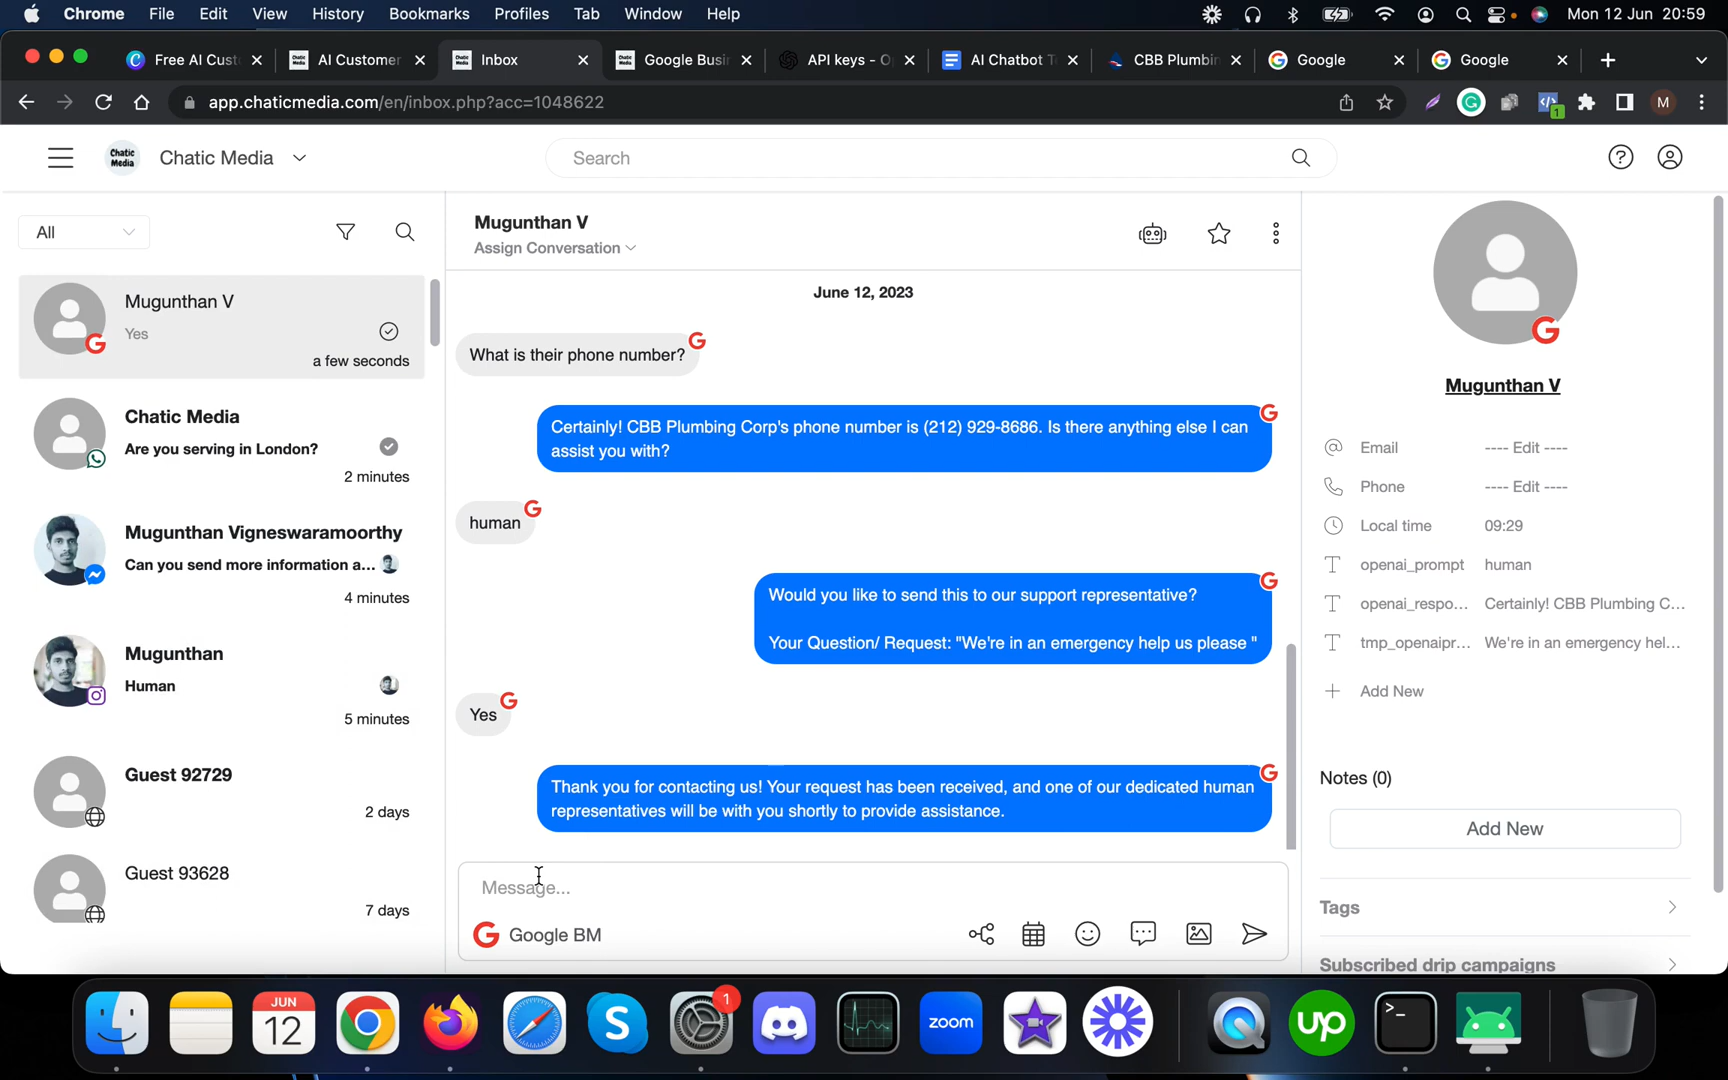 Chrome File Edit View History Bookmarks Profiles Tab Window Help Mon 12 Jun 20:59
Free AI Cust AI Customer Inbox Google Busi API keys - O AI Chatbot T CBB Plumbin Google Google
app.chaticmedia.com/en/inbox.php?acc=1048622
1
M
Chatic Media
Chatic Media
Search
All
Mugunthan V
Yes
a few seconds
Chatic Media
Are you serving in London?
2 minutes
Mugunthan Vigneswaramoorthy
Can you send more information a...
4 minutes
Mugunthan
Human
5 minutes
Guest 92729
2 days
Guest 93628
7 days
Mugunthan V
Assign Conversation
June 12, 2023
What is their phone number?
Certainly! CBB Plumbing Corp's phone number is (212) 929-8686. Is there anything else I can
assist you with?
human
Would you like to send this to our support representative?
Your Question/ Request: "We're in an emergency help us please "
Yes
Thank you for contacting us! Your request has been received, and one of our dedicated human
representatives will be with you shortly to provide assistance.
Message...
Google BM
Mugunthan V
Email ---- Edit ----
Phone ---- Edit ----
Local time 09:29
openai_prompt human
openai_respo... Certainly! CBB Plumbing C...
tmp_openaipr... We're in an emergency hel...
Add New
Notes (0)
Add New
Tags
Subscribed drip campaigns
JUN
12
1
zoom
up